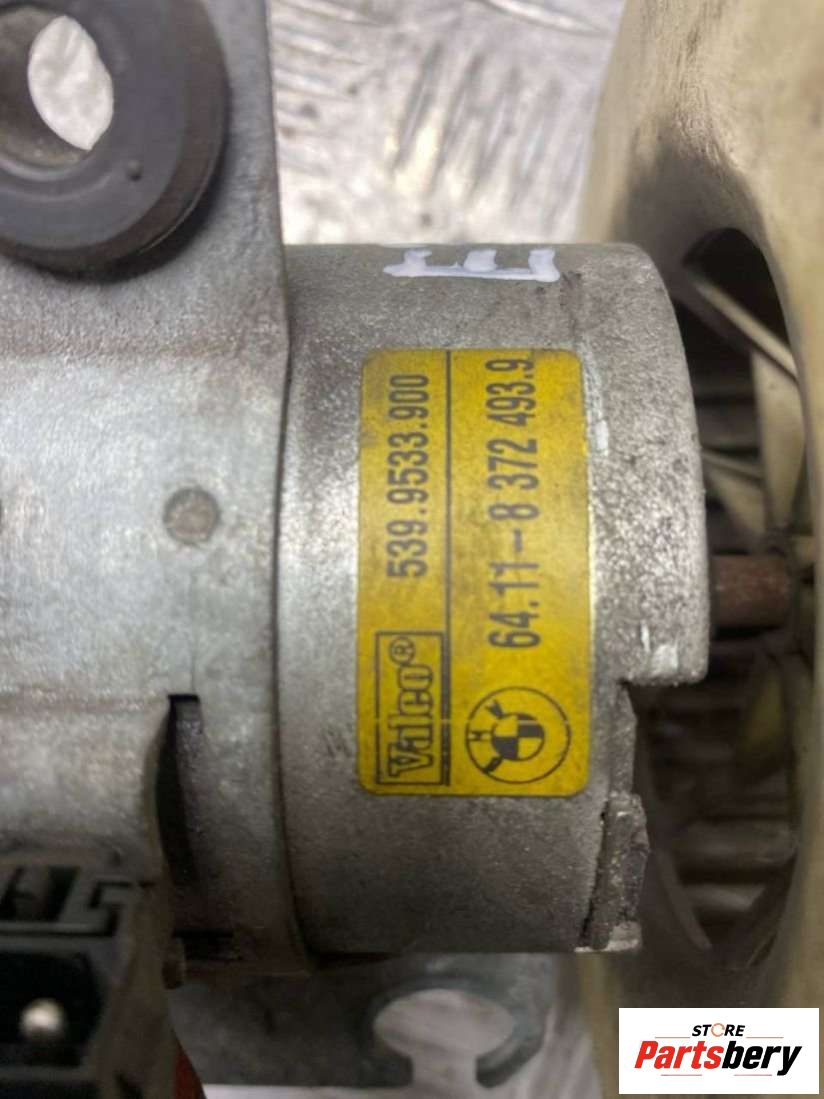 Valeo® 539.9533.900
64.11-8 372 493.9
STORE
Partsbery